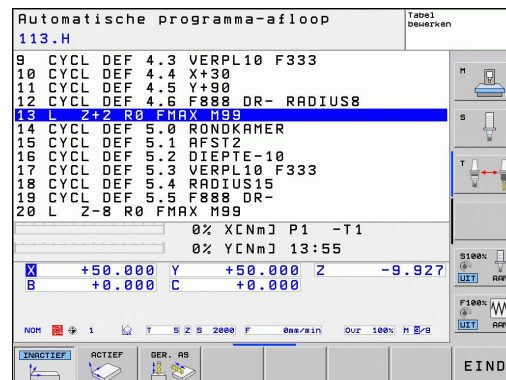 Automatische programma-afloop
Tabel
bewerken
113.H
9 CYCL DEF 4.3 VERPL10 F333
10 CYCL DEF 4.4 X+30
11 CYCL DEF 4.5 Y+90
12 CYCL DEF 4.6 F888 DR- RADIUS8
13 L Z+2 R0 FMAX M99
14 CYCL DEF 5.0 RONDKAMER
15 CYCL DEF 5.1 AFST2
16 CYCL DEF 5.2 DIEPTE-10
17 CYCL DEF 5.3 VERPL10 F333
18 CYCL DEF 5.4 RADIUS15
19 CYCL DEF 5.5 F888 DR-
20 L Z-8 R0 FMAX M99
0% X[Nm] P1 -T1
0% Y[Nm] 13:55
X +50.000 Y +50.000 Z -9.927
B +0.000 C +0.000
NOM 1 T 5 Z S 2000 F 0mm/min Ovr 100% M 5/9
INACTIEF ACTIEF GER. AS EIND
M
S
T
S100%
UIT AAN
F100%
UIT AAN